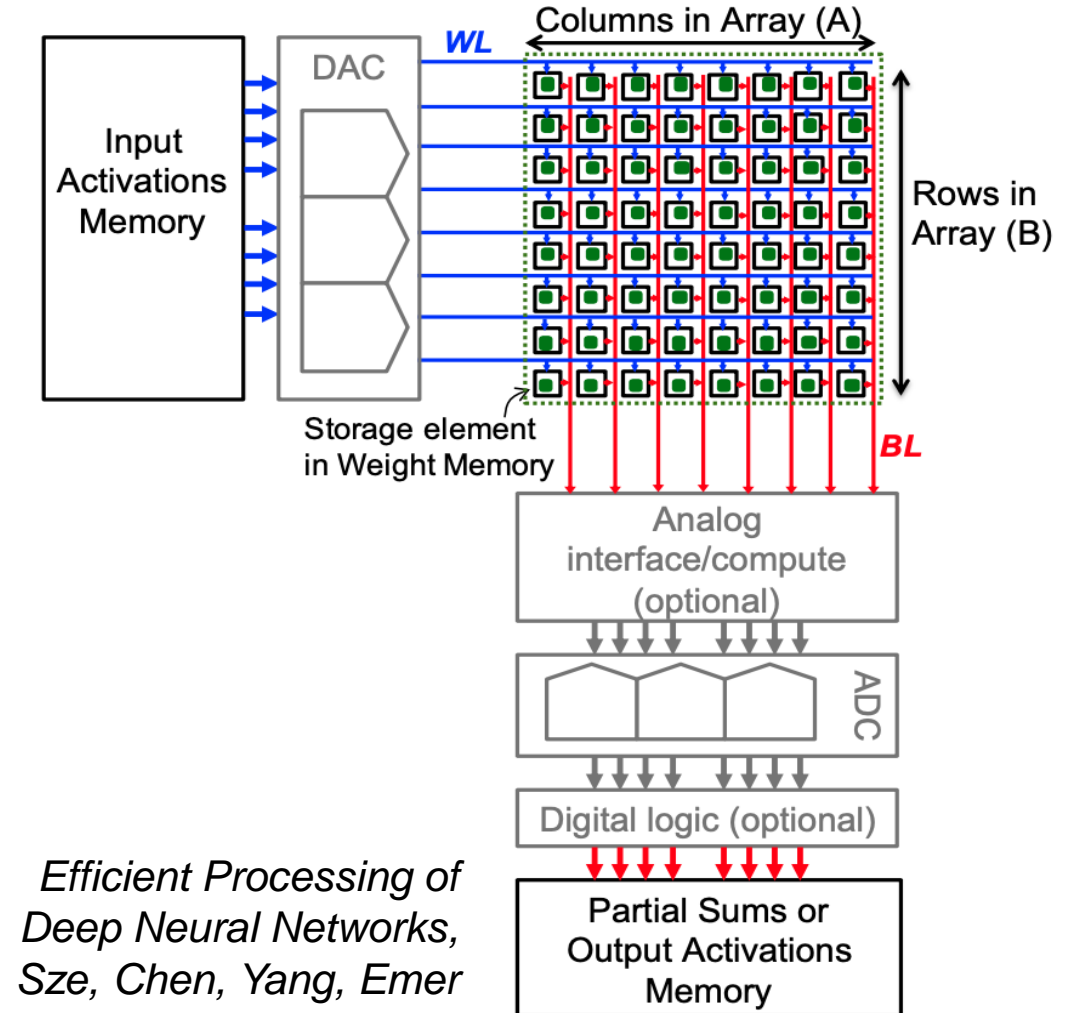 Columns in Array (A)
WL
DAC
Input
Activations
Memory
Rows in
Array (B)
Storage element
in Weight Memory
BL
Analog
interface/compute
(optional)
ADC
Digital logic (optional)
Efficient Processing of
Deep Neural Networks,
Sze, Chen, Yang, Emer
Partial Sums or
Output Activations
Memory